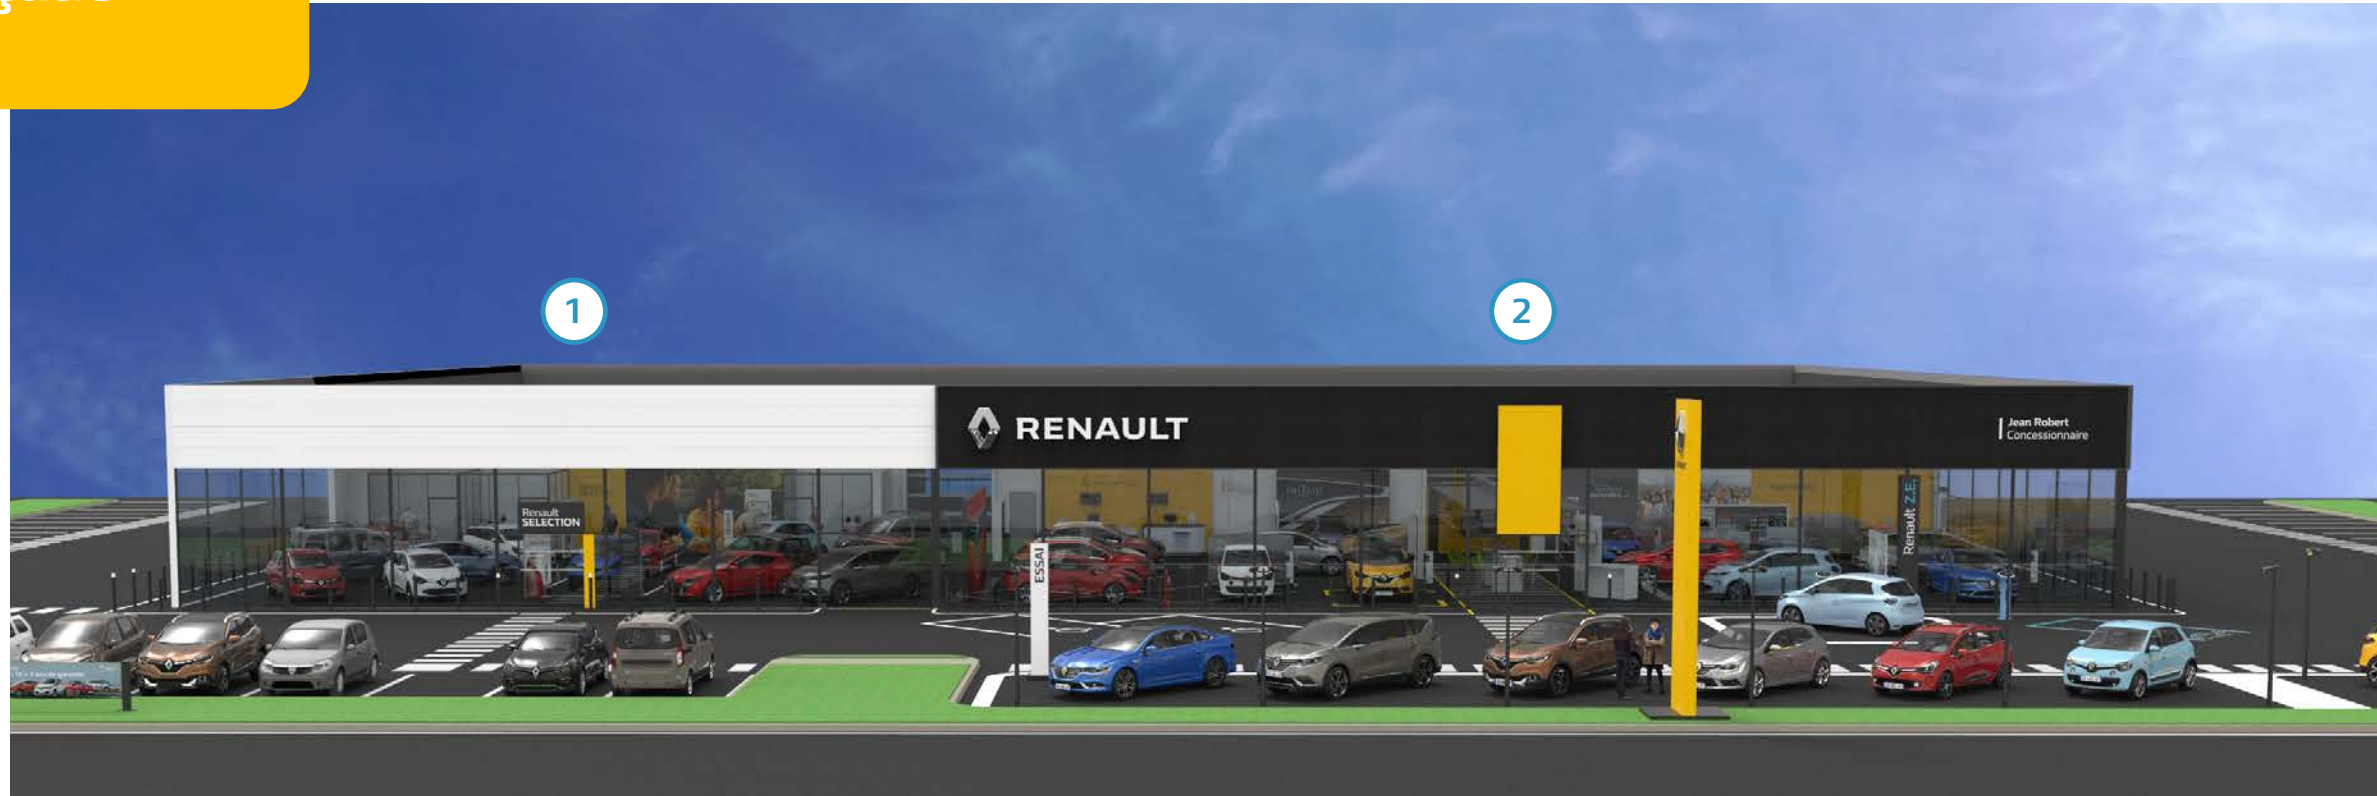 1
2
RENAULT
Jean Robert
Concessionnaire
Renault
SELECTION
ESSAI
Renault Z.E.